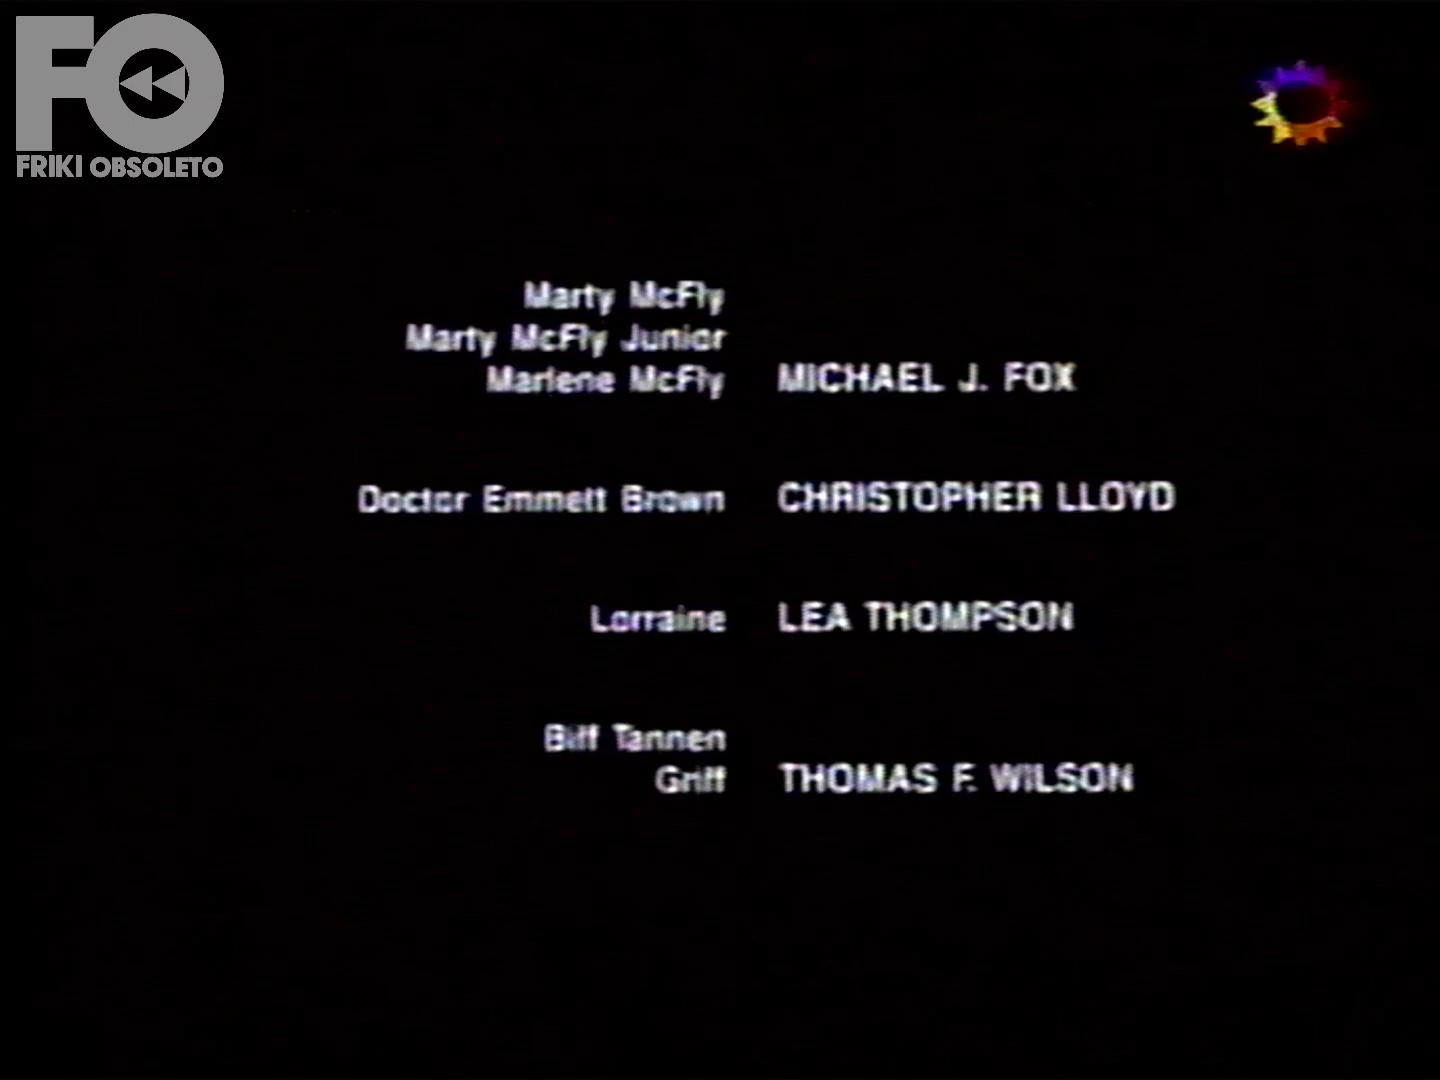 FO
FRIKI OBSOLETO
Marty McFly
Marty McFly Junior
Marlene McFly MICHAEL J. FOX
Doctor Emmett Brown CHRISTOPHER LLOYD
Lorraine LEA THOMPSON
Biff Tannen
Griff THOMAS F. WILSON